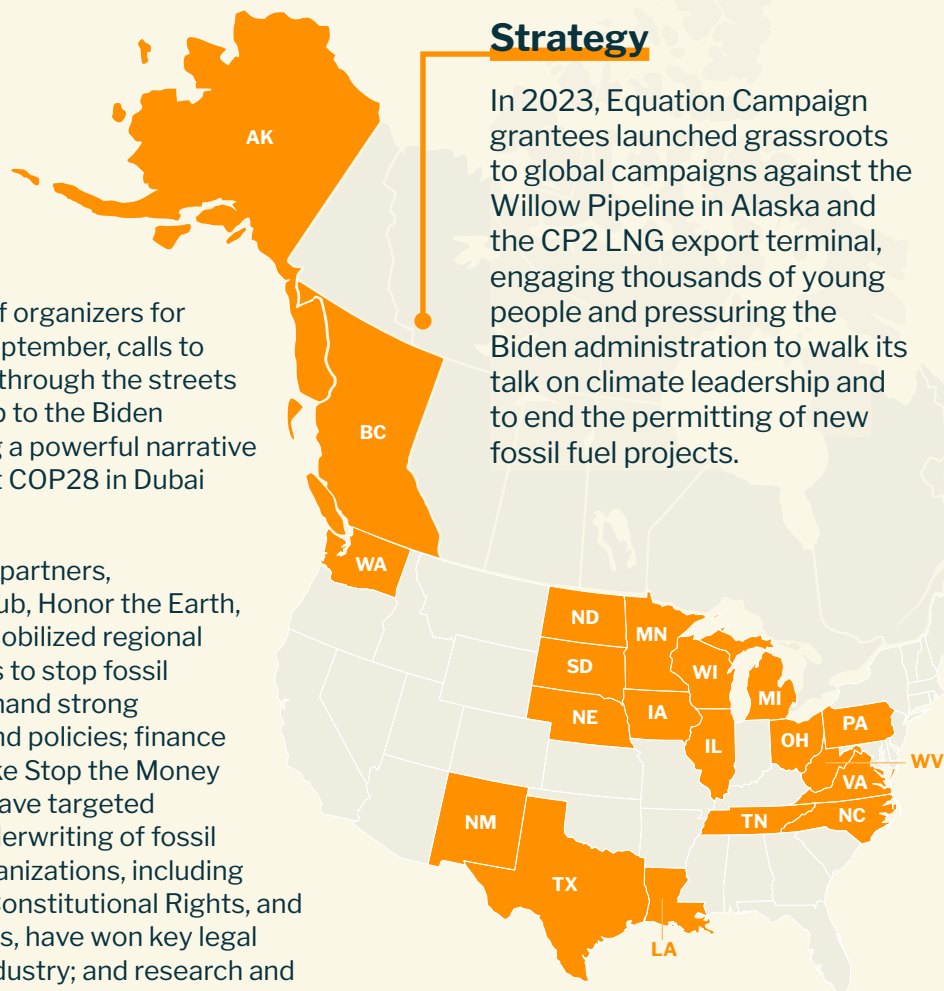 Strategy
In 2023, Equation Campaign
grantees launched grassroots
to global campaigns against the
Willow Pipeline in Alaska and
the CP2 LNG export terminal,
engaging thousands of young
people and pressuring the
Biden administration to walk its
talk on climate leadership and
to end the permitting of new
fossil fuel projects.
f organizers for
ptember, calls to
through the streets
to the Biden
a powerful narrative
COP28 in Dubai
partners,
ub, Honor the Earth,
obilized regional
s to stop fossil
mand strong
nd policies; finance
ke Stop the Money
ave targeted
derwriting of fossil
anizations, including
Constitutional Rights, and
s, have won key legal
dustry; and research and
AK
BC
WA
ND
MN
SD
WI
MI
NE
IA
IL
OH
PA
WV
VA
NM
TN
NC
TX
LA